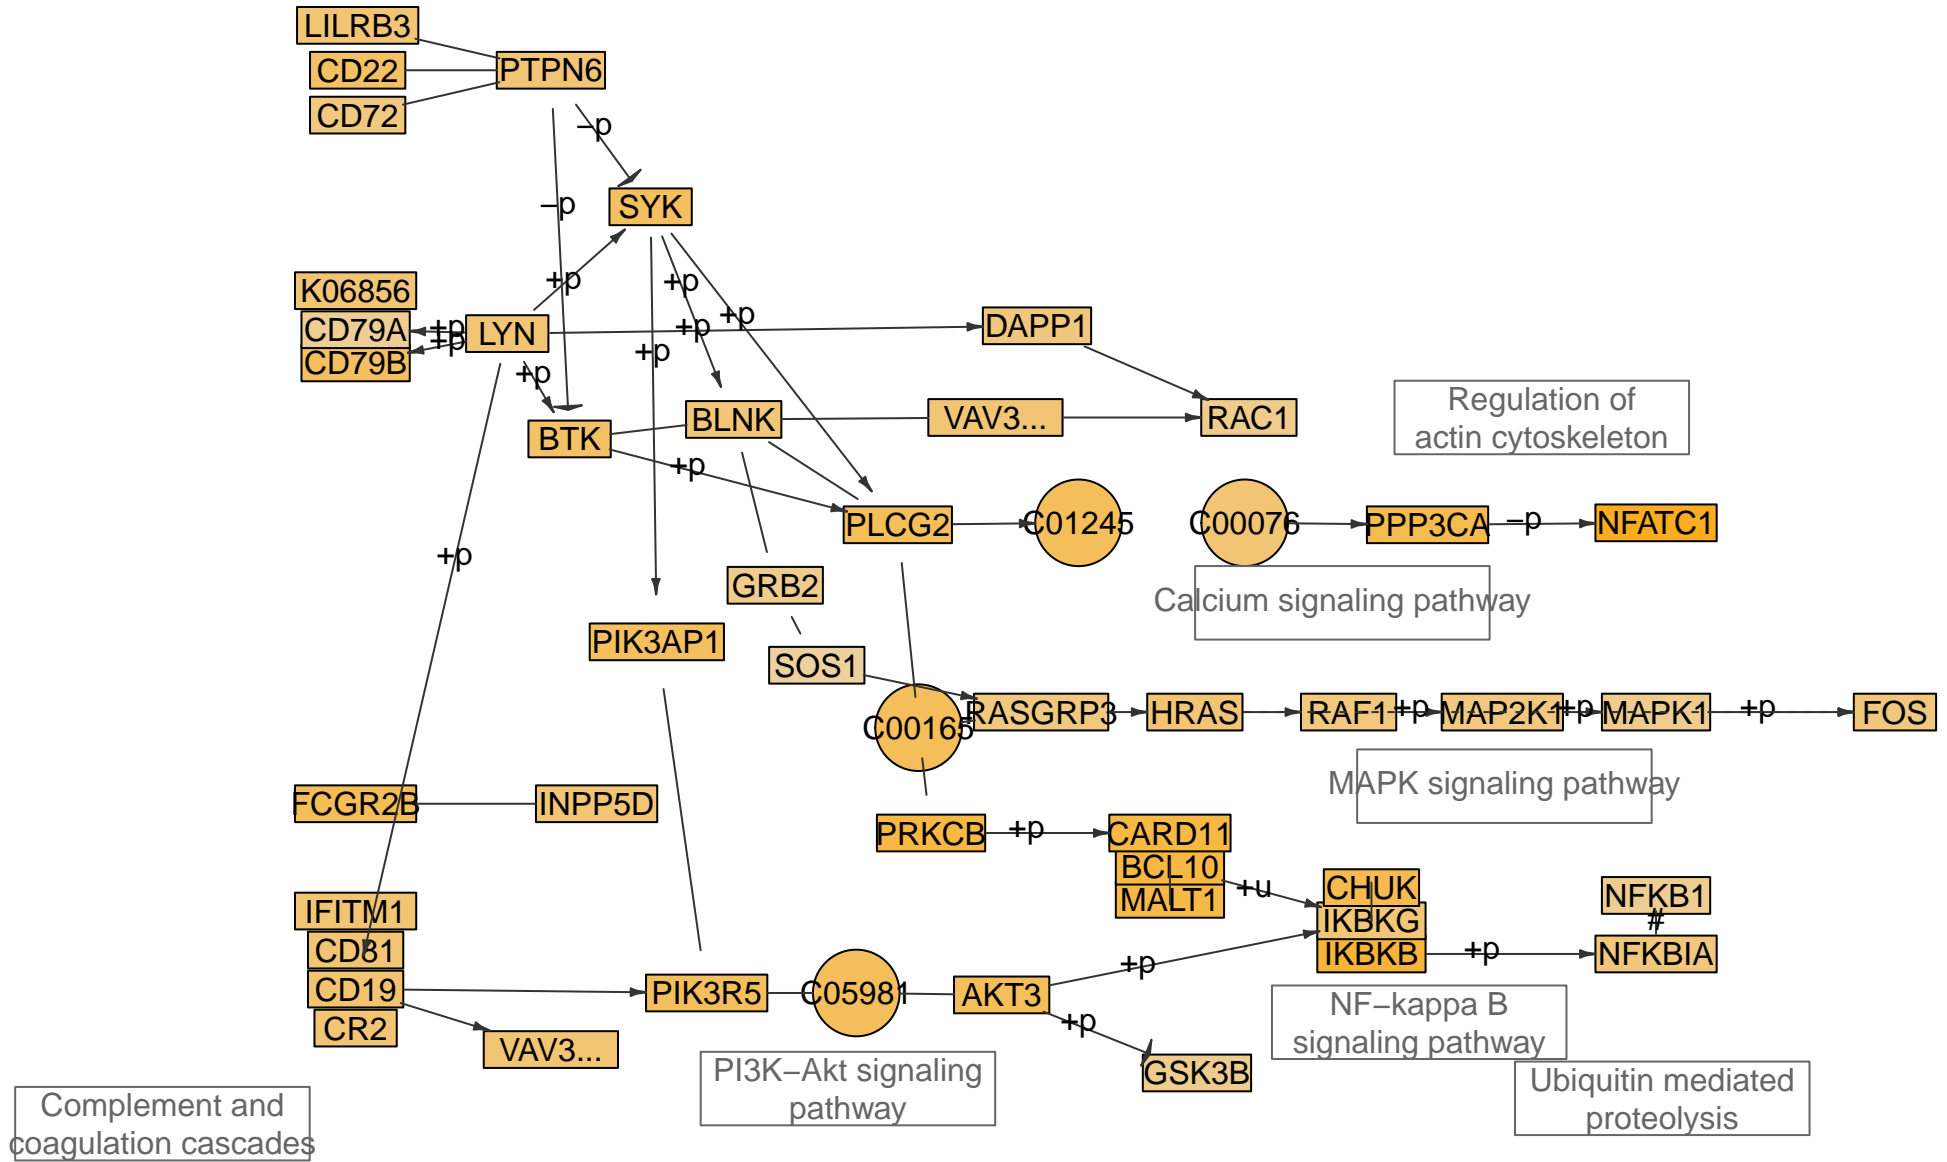 LILRB3
CD22
PTPN6
CD72
–p
SYK
–p
+p
+p
K06856
CD79A
+p
LYN
+p
+p
DAPP1
CD79B
+p
+p
+p
BTK
BLNK
VAV3...
RAC1
Regulation of
actin cytoskeleton
+p
PLCG2
C01245
C00076
PPP3CA
–p
NFATC1
+p
GRB2
Calcium signaling pathway
PIK3AP1
SOS1
C00165
RASGRP3
HRAS
RAF1
+p
MAP2K1
+p
MAPK1
+p
FOS
MAPK signaling pathway
FCGR2B
INPP5D
PRKCB
+p
CARD11
BCL10
MALT1
+u
CHUK
IKBKG
IKBKB
+p
NFKB1
#
NFKBIA
IFITM1
CD81
CD19
CR2
VAV3...
PIK3R5
C05981
AKT3
+p
+p
GSK3B
NF–kappa B
signaling pathway
PI3K–Akt signaling
pathway
Ubiquitin mediated
proteolysis
Complement and
coagulation cascades